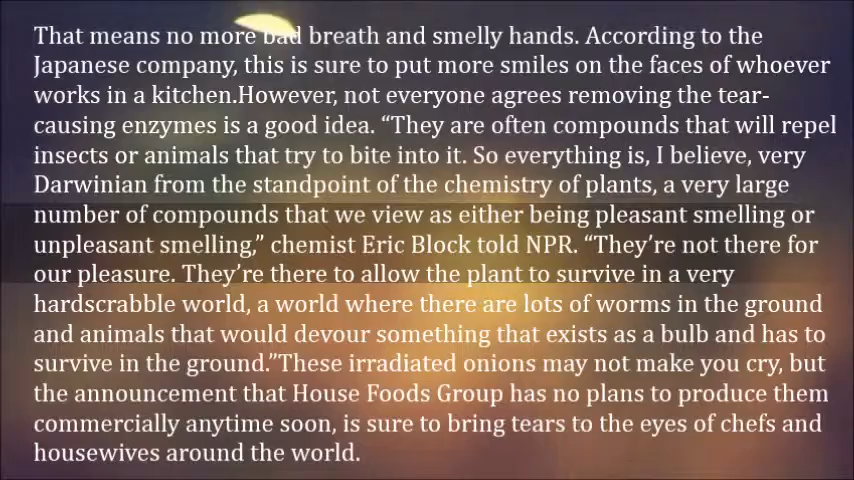 That means no more bad breath and smelly hands. According to the
Japanese company, this is sure to put more smiles on the faces of whoever
works in a kitchen.However, not everyone agrees removing the tear-
causing enzymes is a good idea. “They are often compounds that will repel
insects or animals that try to bite into it. So everything is, I believe, very
Darwinian from the standpoint of the chemistry of plants, a very large
number of compounds that we view as either being pleasant smelling or
unpleasant smelling,” chemist Eric Block told NPR. “They’re not there for
our pleasure. They’re there to allow the plant to survive in a very
hardscrabble world, a world where there are lots of worms in the ground
and animals that would devour something that exists as a bulb and has to
survive in the ground.”These irradiated onions may not make you cry, but
the announcement that House Foods Group has no plans to produce them
commercially anytime soon, is sure to bring tears to the eyes of chefs and
housewives around the world.